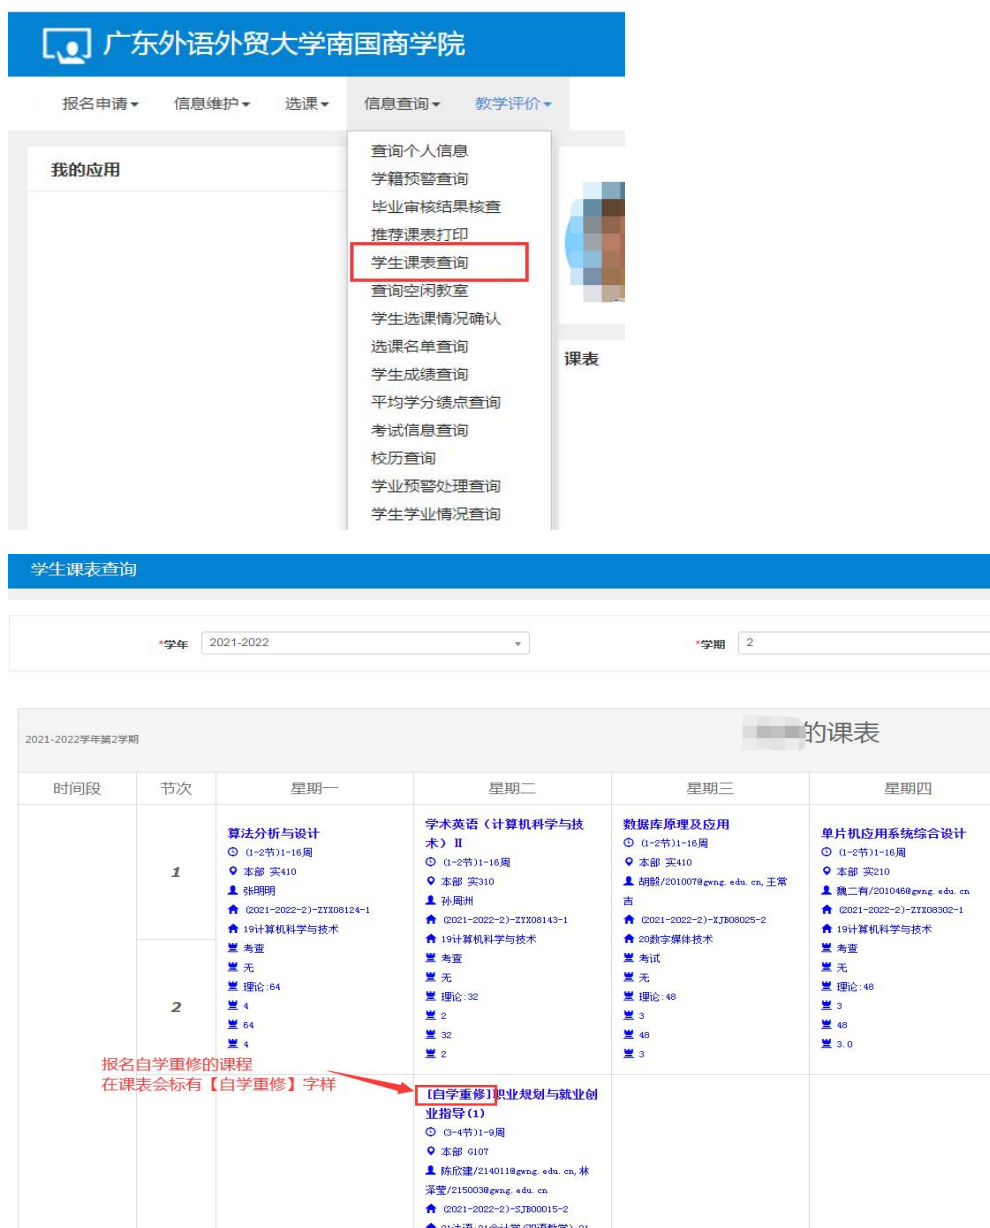 广东外语外贸大学南国商学院
报名申请 信息维护 选课 信息查询 教学评价
我的应用
查询个人信息
学籍预警查询
毕业审核结果核查
推荐课表打印
学生课表查询
查询空闲教室
学生选课情况确认
选课名单查询
学生成绩查询
平均学分绩点查询
考试信息查询
校历查询
学业预警处理查询
学生学业情况查询
课表
学生课表查询
*学年 2021-2022 *学期 2
2021-2022学年第2学期
的课表
时间段 节次 星期一 星期二 星期三 星期四
1
2
算法分析与设计
(1-2节)1-16周
本部 实410
张明明
(2021-2022-2)-ZYX08124-1
19计算机科学与技术
考查
无
理论:64
4
64
4
学术英语（计算机科学与技
术）II
(1-2节)1-16周
本部 实310
孙周洲
(2021-2022-2)-ZYX08143-1
19计算机科学与技术
考查
无
理论:32
2
32
2
数据库原理及应用
(1-2节)1-16周
本部 实410
胡毅/201007@gwng.edu.cn,王常
吉
(2021-2022-2)-XJB08025-2
20数字媒体技术
考试
无
理论:48
3
48
3
单片机应用系统综合设计
(1-2节)1-16周
本部 实210
魏二有/201046@gwng.edu.cn
(2021-2022-2)-ZYX08302-1
19计算机科学与技术
考查
无
理论:48
3
48
3.0
报名自学重修的课程
在课表会标有【自学重修】字样
[自学重修]职业规划与就业创
业指导(1)
(3-4节)1-9周
本部 G107
陈欣建/214011@gwng.edu.cn,林
泽莹/215003@gwng.edu.cn
(2021-2022-2)-SJB00015-2